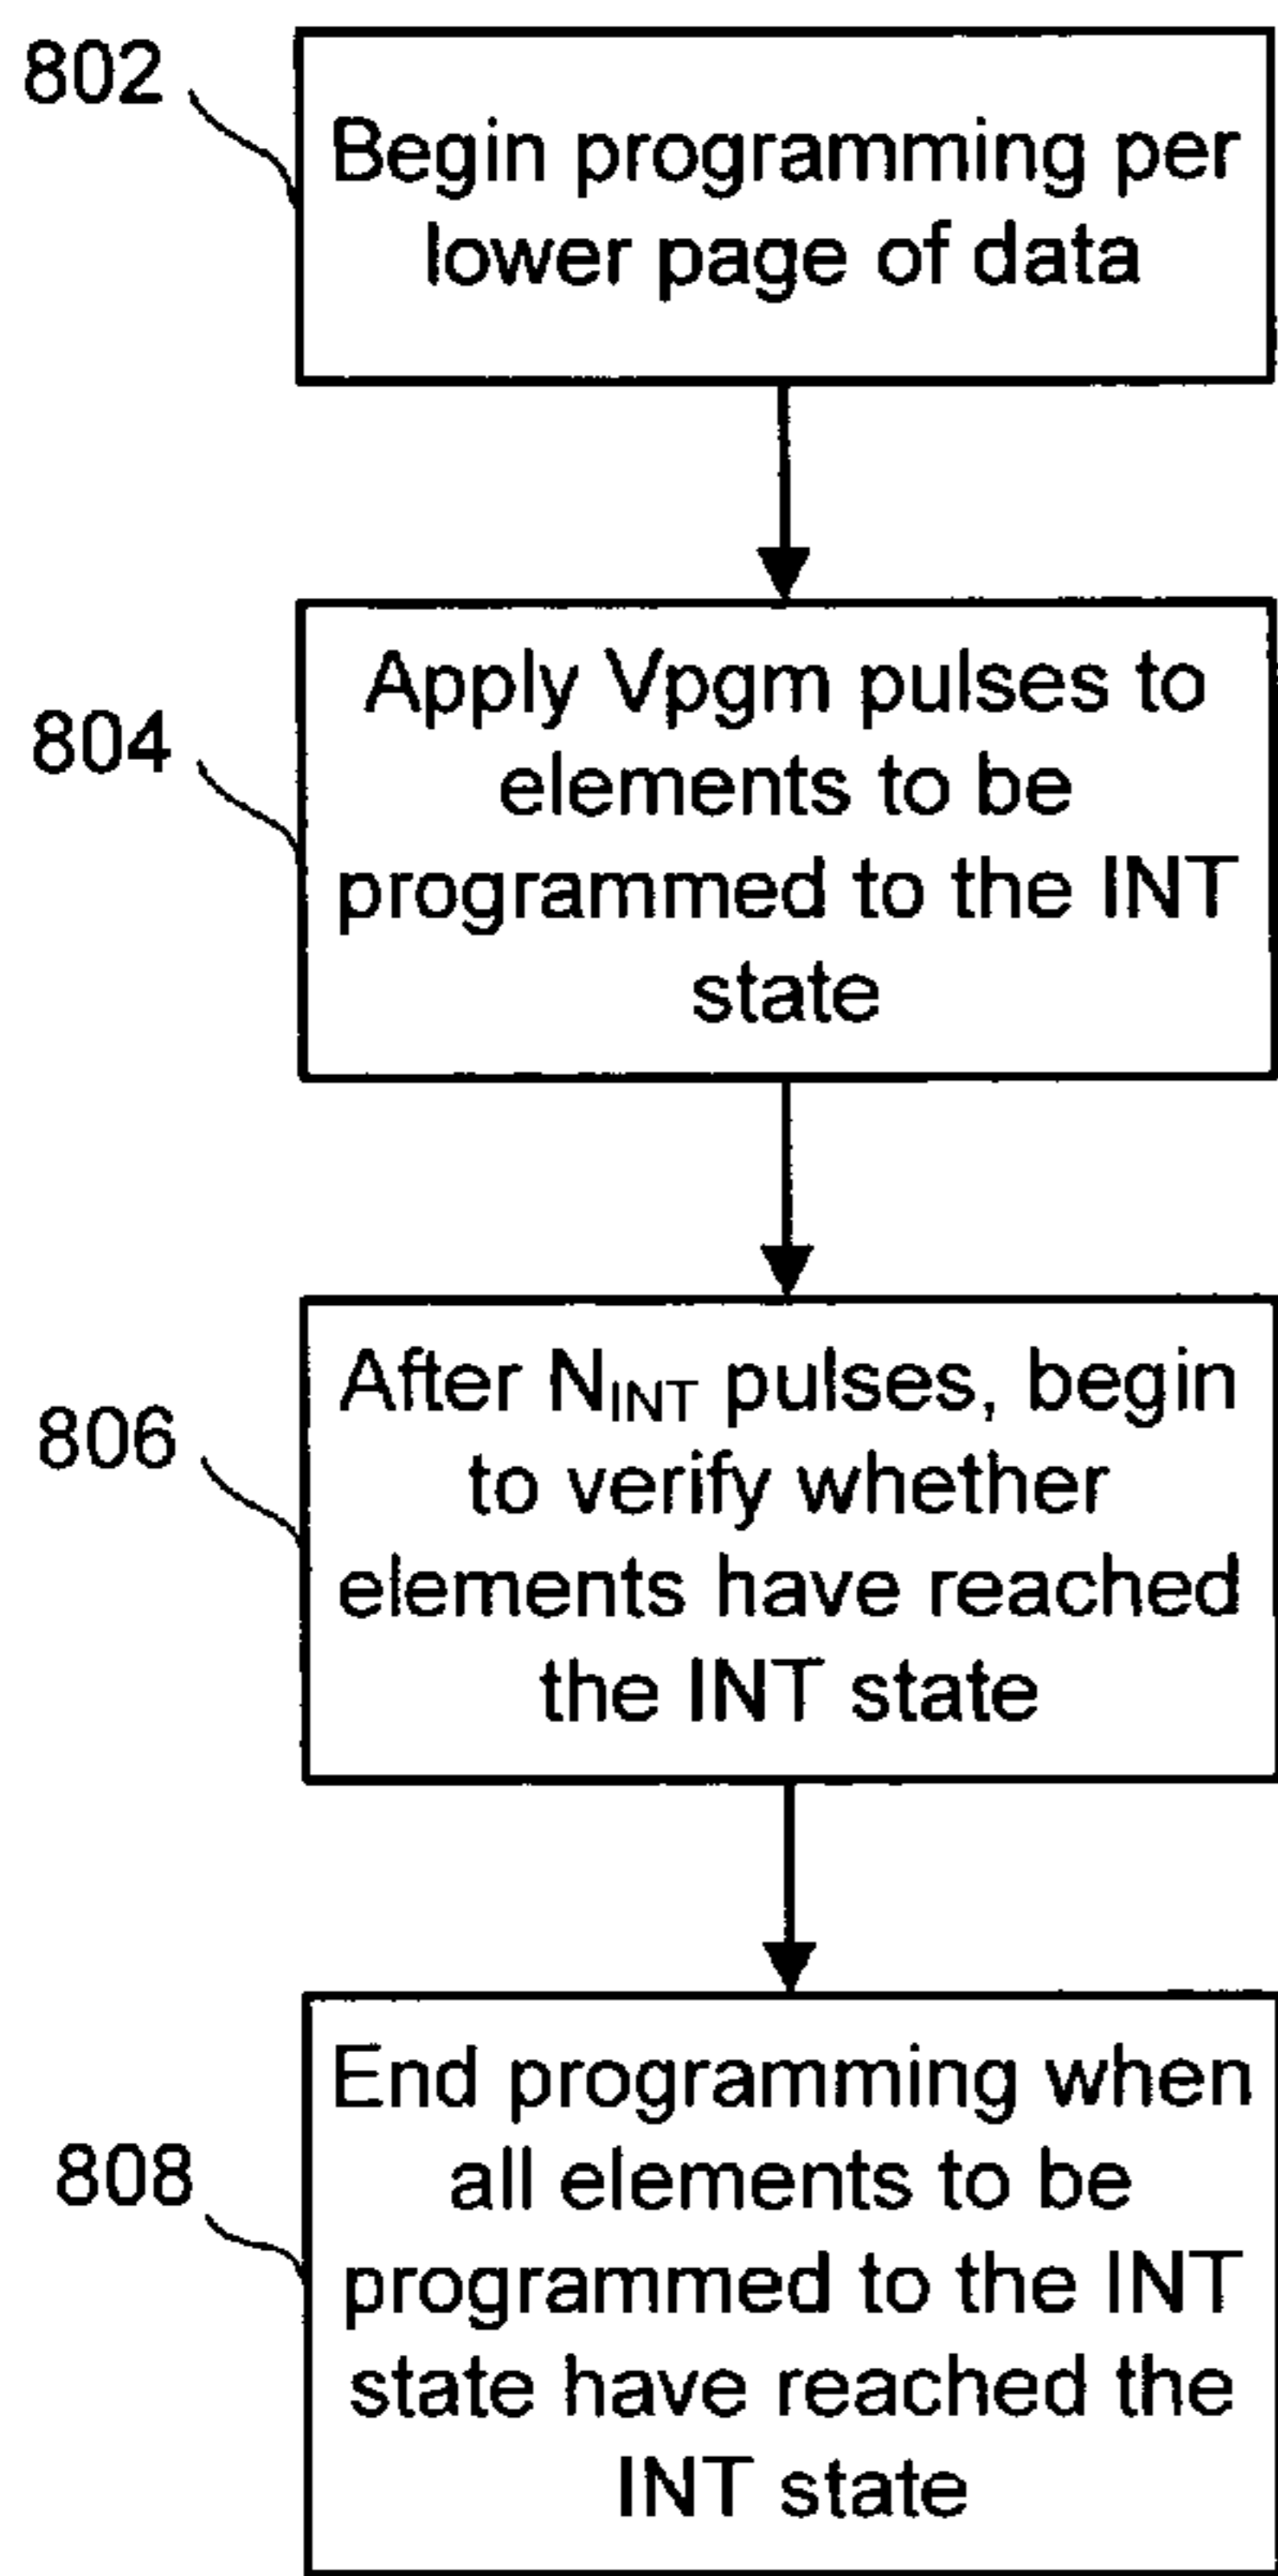 802
Begin programming per
lower page of data
804
Apply Vpgm pulses to
elements to be
programmed to the INT
state
806
After NINT pulses, begin
to verify whether
elements have reached
the INT state
808
End programming when
all elements to be
programmed to the INT
state have reached the
INT state